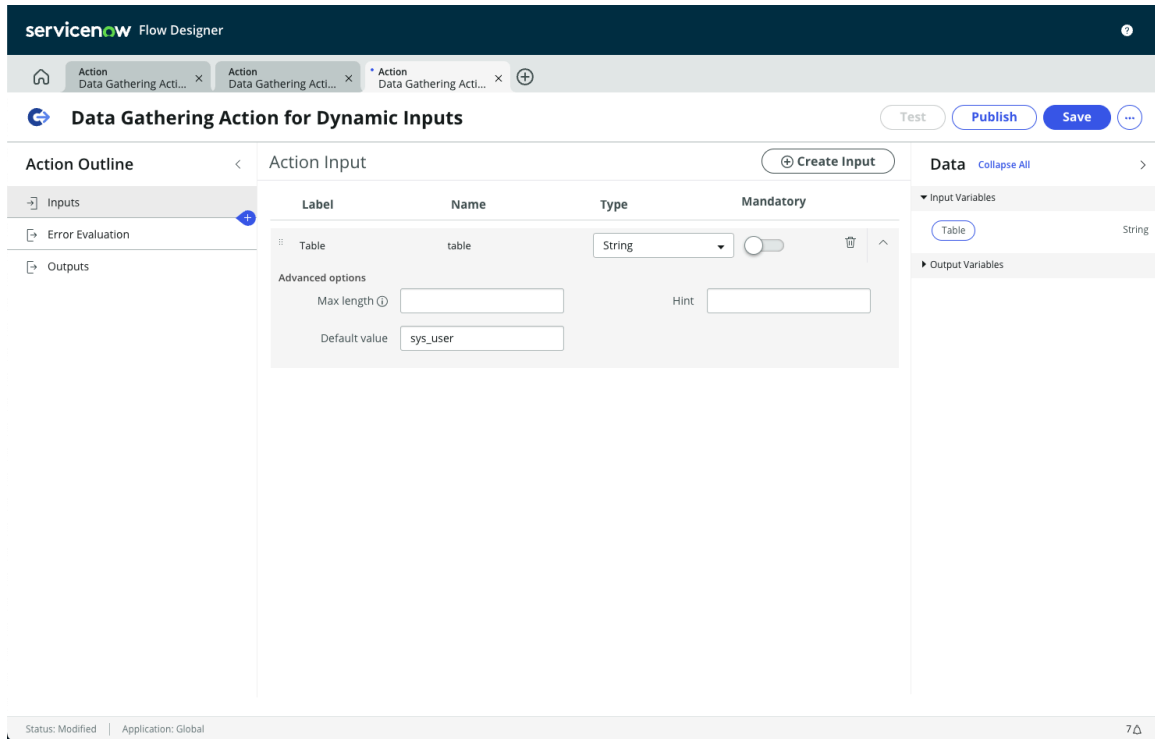 servicenow Flow Designer
Action
Data Gathering Acti...
Action
Data Gathering Acti...
* Action
Data Gathering Acti...
Data Gathering Action for Dynamic Inputs
Test
Publish
Save
Action Outline
Inputs
Error Evaluation
Outputs
Action Input
Create Input
Label Name Type Mandatory
Table table String
Advanced options
Max length
Hint
Default value sys_user
Data Collapse All
Input Variables
Table String
Output Variables
Status: Modified Application: Global
7